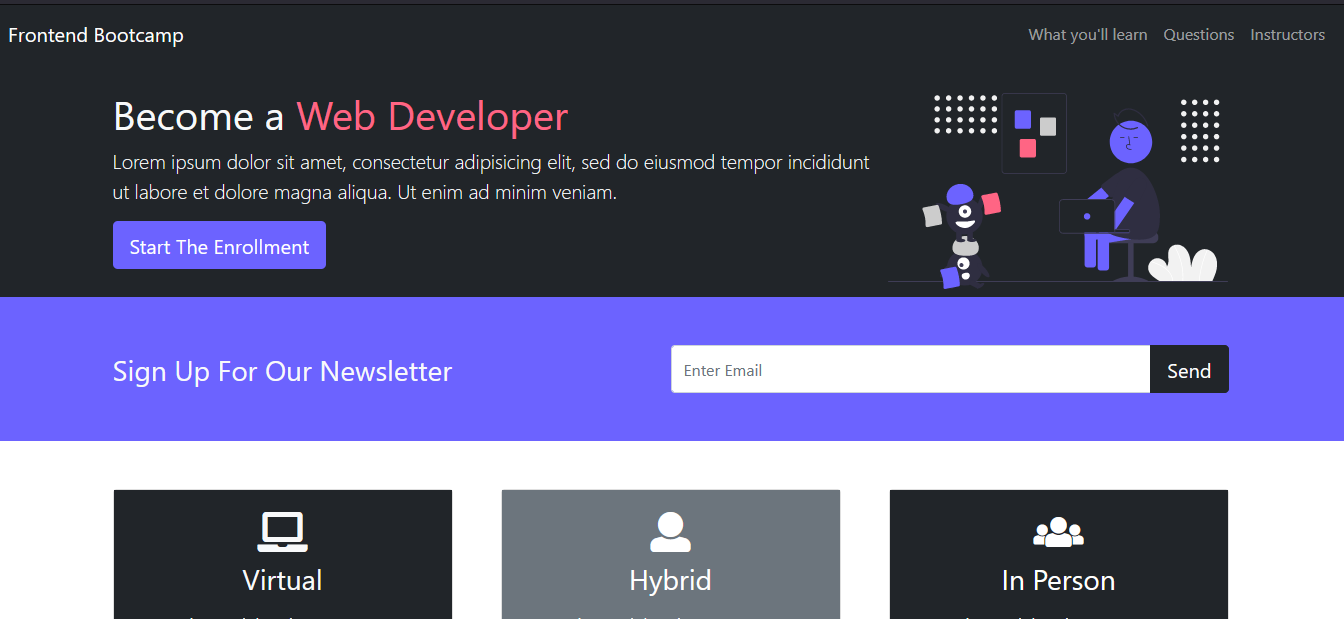 Frontend Bootcamp
What you'll learn Questions Instructors
Become a Web Developer
Lorem ipsum dolor sit amet, consectetur adipisicing elit, sed do eiusmod tempor incididunt
ut labore et dolore magna aliqua. Ut enim ad minim veniam.
Start The Enrollment
Sign Up For Our Newsletter
Enter Email
Send
Virtual
Hybrid
In Person